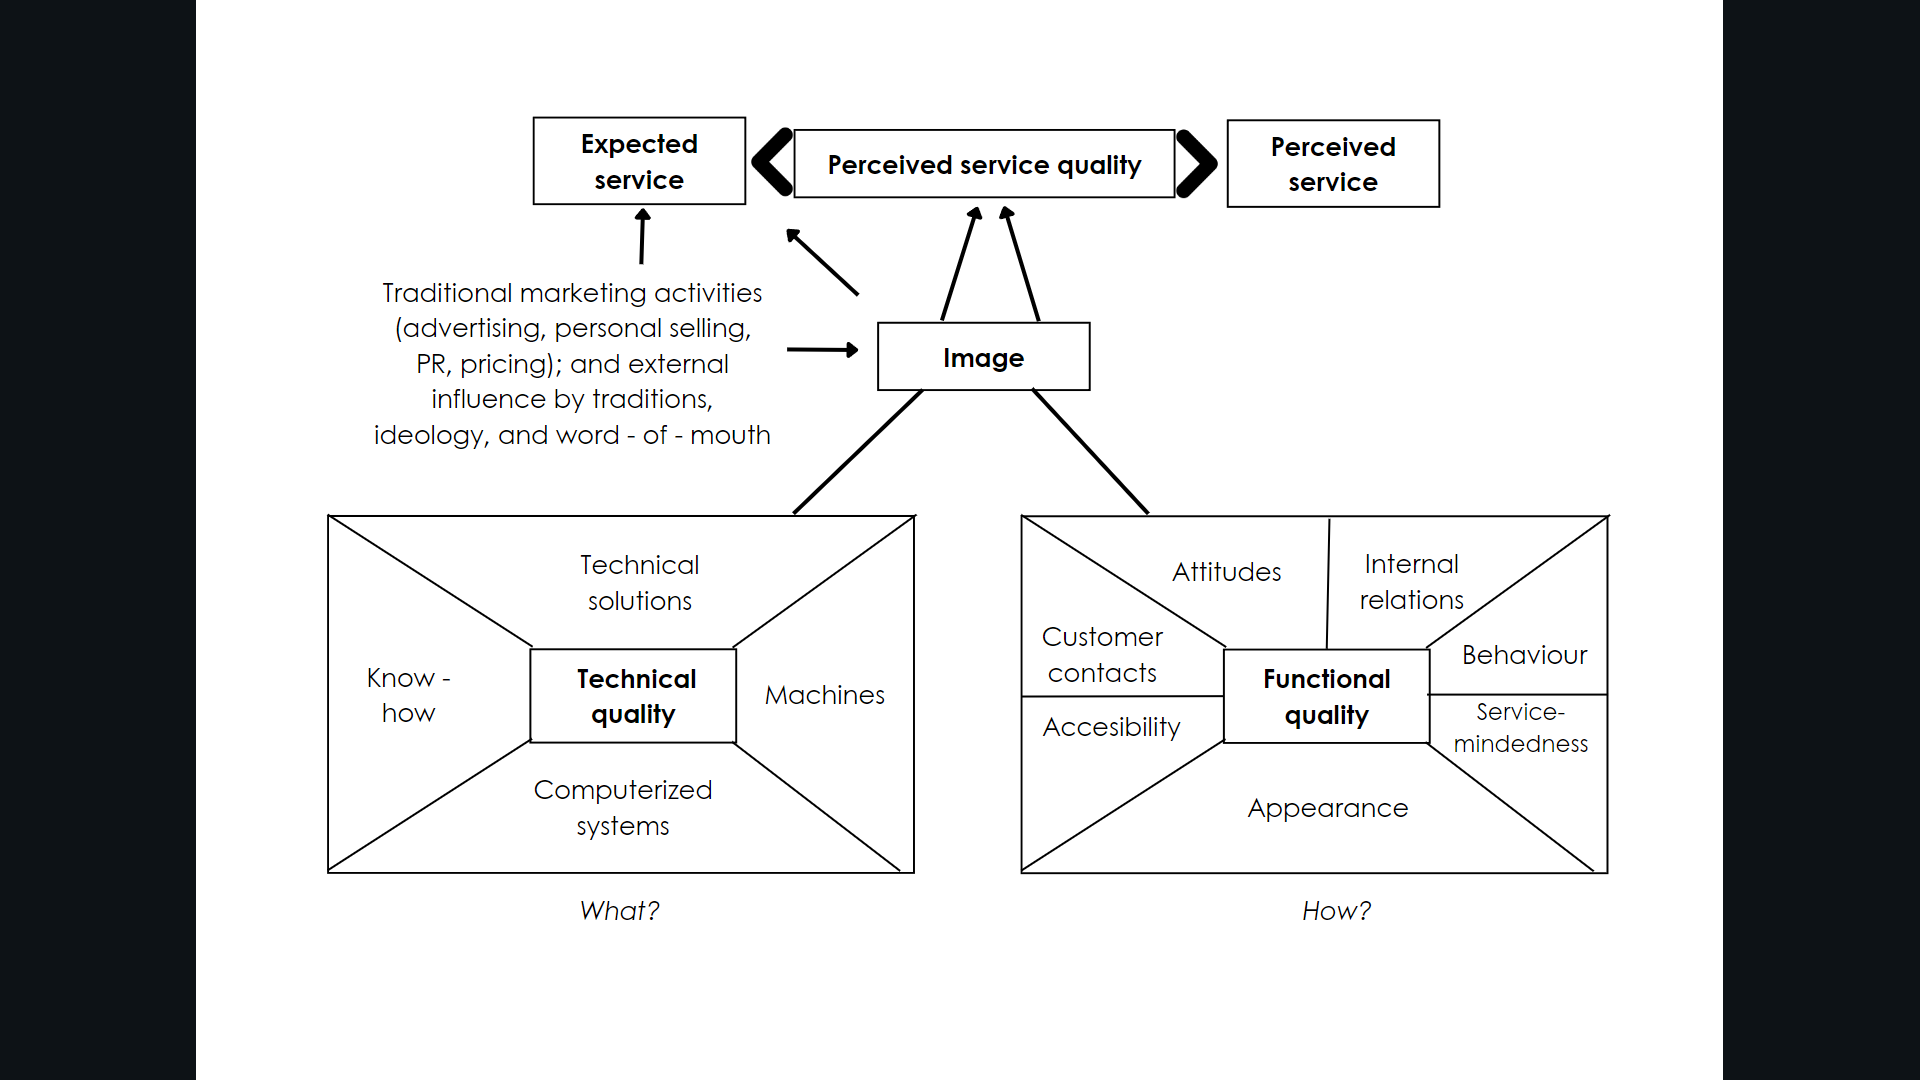 Expected
service
Perceived service quality
Perceived
service
Traditional marketing activities
(advertising, personal selling,
PR, pricing); and external
influence by traditions,
ideology, and word - of - mouth
Image
Technical
solutions
Know -
how
Technical
quality
Machines
Computerized
systems
What?
Attitudes
Internal
relations
Customer
contacts
Behaviour
Functional
quality
Accesibility
Service-
mindedness
Appearance
How?